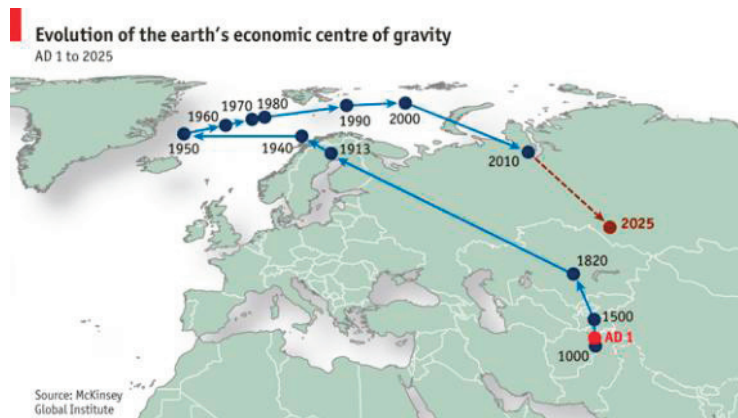 Evolution of the earth's economic centre of gravity
AD 1 to 2025
1960
1970
1980
1990
2000
1950
1940
1913
2010
2025
1820
1500
AD 1
1000
Source: McKinsey
Global Institute